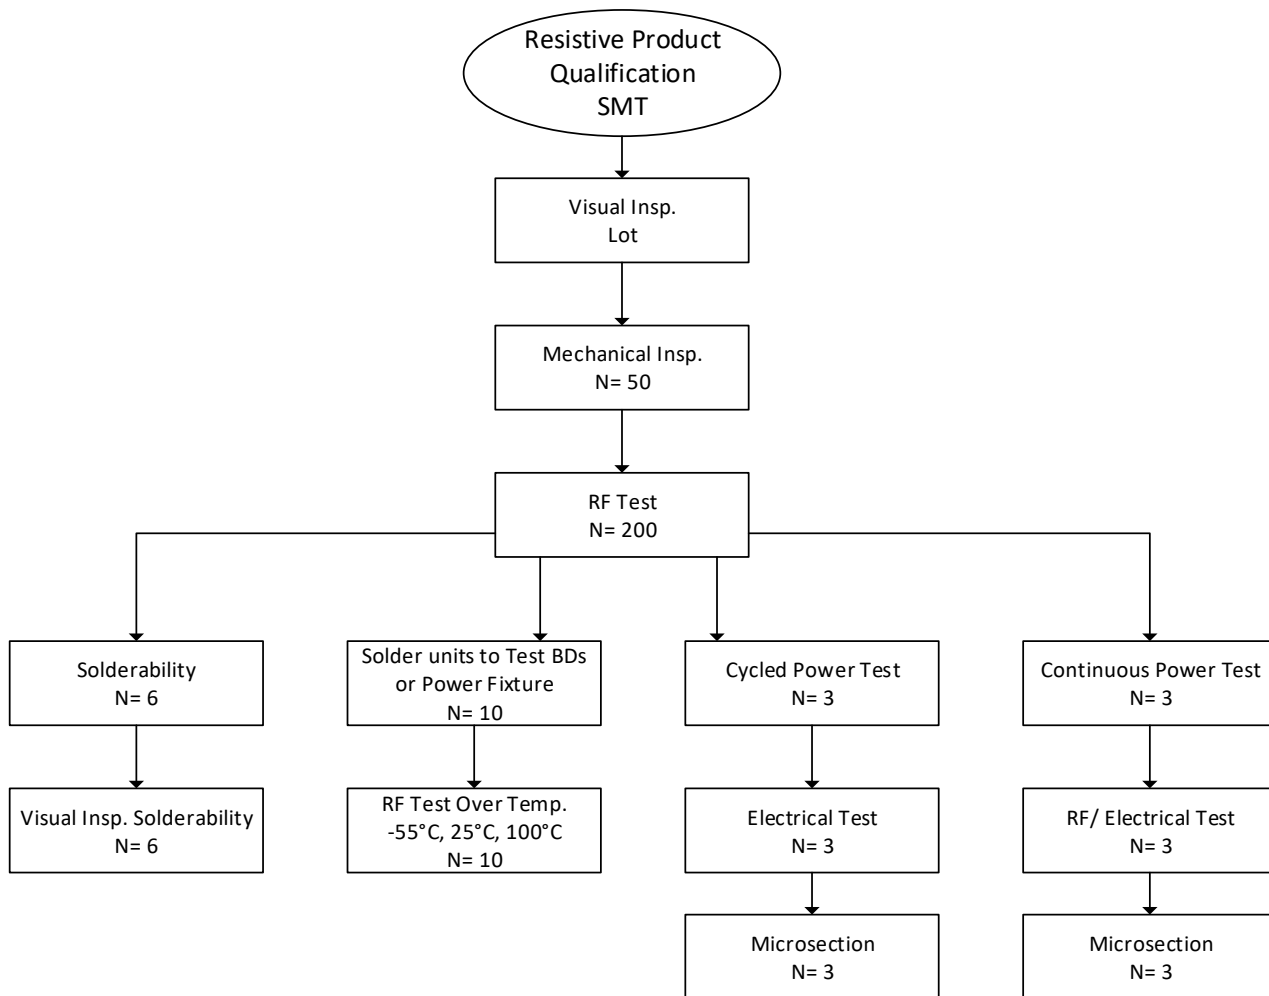 Resistive Product
Qualification
SMT
Visual Insp.
Lot
Mechanical Insp.
N= 50
RF Test
N= 200
Solderability
N= 6
Solder units to Test BDs
or Power Fixture
N= 10
Cycled Power Test
N= 3
Continuous Power Test
N= 3
Visual Insp. Solderability
N= 6
RF Test Over Temp.
-55°C, 25°C, 100°C
N= 10
Electrical Test
N= 3
RF/ Electrical Test
N= 3
Microsection
N= 3
Microsection
N= 3